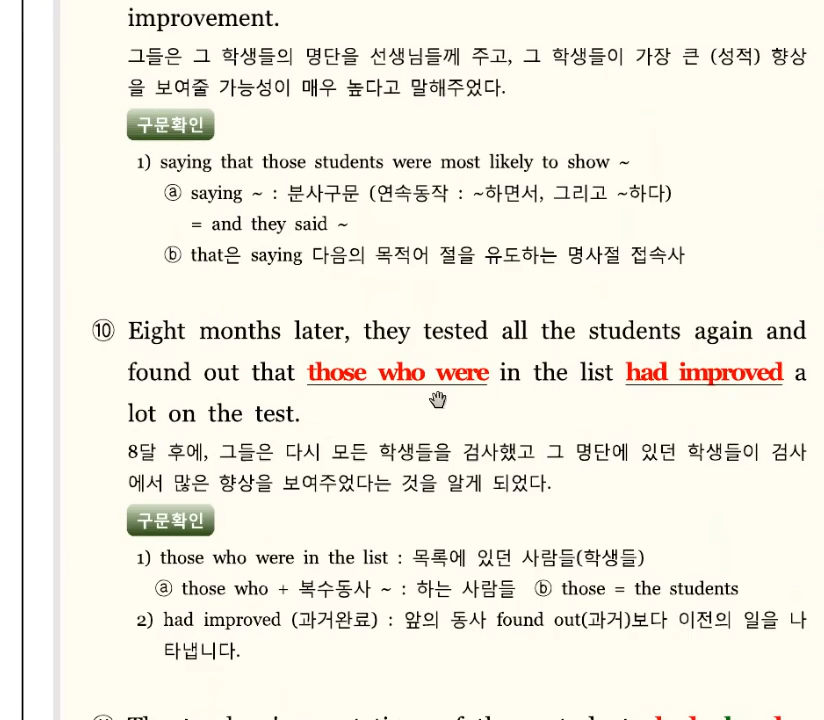 improvement.
그들은 그 학생들의 명단을 선생님들께 주고, 그 학생들이 가장 큰 (성적) 향상
을 보여줄 가능성이 매우 높다고 말해주었다.
구문확인
1) saying that those students were most likely to show ~
ⓐ saying ~ : 분사구문 (연속동작 : ~하면서, 그리고 ~하다)
= and they said ~
ⓑ that은 saying 다음의 목적어 절을 유도하는 명사절 접속사
⑩ Eight months later, they tested all the students again and
found out that those who were in the list had improved a
lot on the test.
8달 후에, 그들은 다시 모든 학생들을 검사했고 그 명단에 있던 학생들이 검사
에서 많은 향상을 보여주었다는 것을 알게 되었다.
구문확인
1) those who were in the list : 목록에 있던 사람들(학생들)
ⓐ those who + 복수동사 ~ : 하는 사람들 ⓑ those = the students
2) had improved (과거완료) : 앞의 동사 found out(과거)보다 이전의 일을 나
타냅니다.